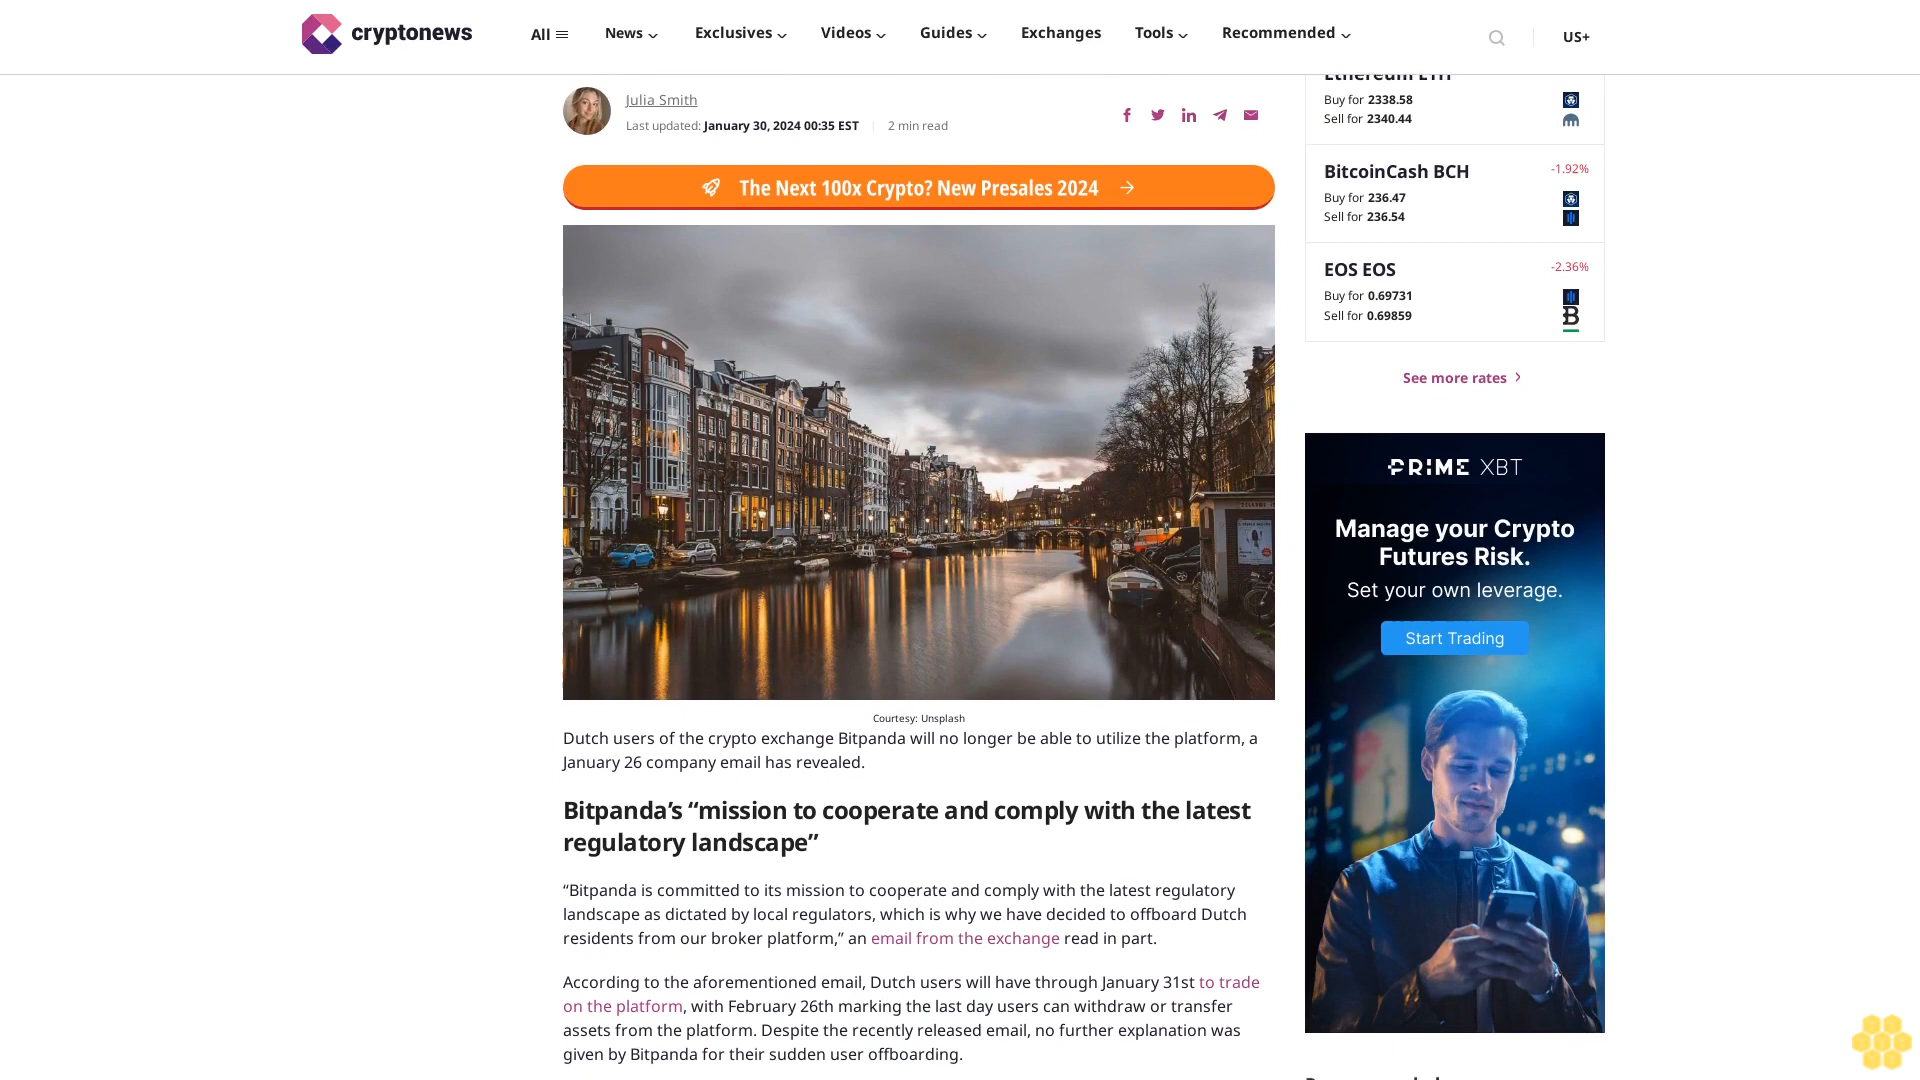 cryptonews
All
News
Exclusives
Videos
Guides
Exchanges
Tools
Recommended
US+
Julia Smith
Last updated: January 30, 2024 00:35 EST | 2 min read
The Next 100x Crypto? New Presales 2024
Courtesy: Unsplash
Dutch users of the crypto exchange Bitpanda will no longer be able to utilize the platform, a
January 26 company email has revealed.
Bitpanda’s “mission to cooperate and comply with the latest
regulatory landscape”
“Bitpanda is committed to its mission to cooperate and comply with the latest regulatory
landscape as dictated by local regulators, which is why we have decided to offboard Dutch
residents from our broker platform,” an email from the exchange read in part.
According to the aforementioned email, Dutch users will have through January 31st to trade
on the platform, with February 26th marking the last day users can withdraw or transfer
assets from the platform. Despite the recently released email, no further explanation was
given by Bitpanda for their sudden user offboarding.
Ethereum ETH
Buy for 2338.58
Sell for 2340.44
BitcoinCash BCH
-1.92%
Buy for 236.47
Sell for 236.54
EOS EOS
-2.36%
Buy for 0.69731
Sell for 0.69859
See more rates
PRIME XBT
Manage your Crypto
Futures Risk.
Set your own leverage.
Start Trading